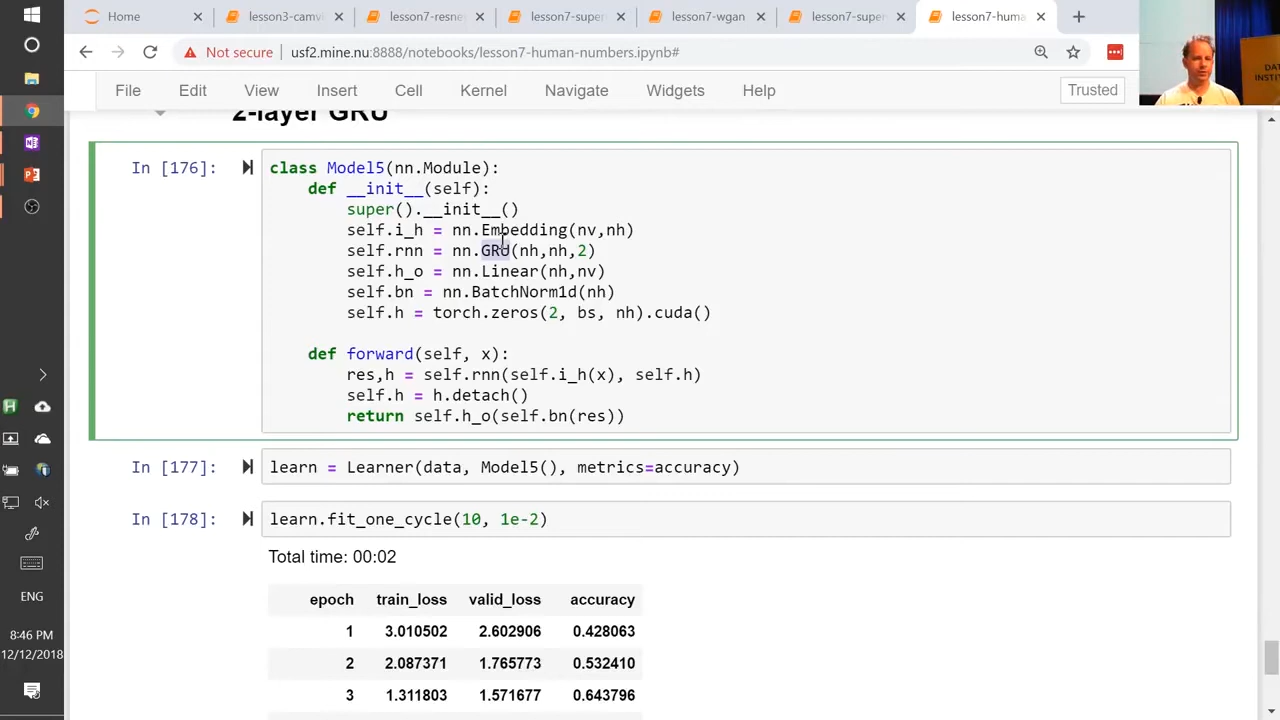 Home
lesson3-camvi
lesson7-resne
lesson7-super
lesson7-wgan
lesson7-super
lesson7-huma
Not secure | usf2.mine.nu:8888/notebooks/lesson7-human-numbers.ipynb#
File Edit View Insert Cell Kernel Navigate Widgets Help Trusted
2-layer GRU
In [176]:
class Model5(nn.Module):
def __init__(self):
super().__init__()
self.i_h = nn.Embedding(nv,nh)
self.rnn = nn.GRU(nh,nh,2)
self.h_o = nn.Linear(nh,nv)
self.bn = nn.BatchNorm1d(nh)
self.h = torch.zeros(2, bs, nh).cuda()
def forward(self, x):
res,h = self.rnn(self.i_h(x), self.h)
self.h = h.detach()
return self.h_o(self.bn(res))
In [177]: learn = Learner(data, Model5(), metrics=accuracy)
In [178]: learn.fit_one_cycle(10, 1e-2)
Total time: 00:02
epoch train_loss valid_loss accuracy
1 3.010502 2.602906 0.428063
2 2.087371 1.765773 0.532410
3 1.311803 1.571677 0.643796
ENG
8:46 PM
12/12/2018